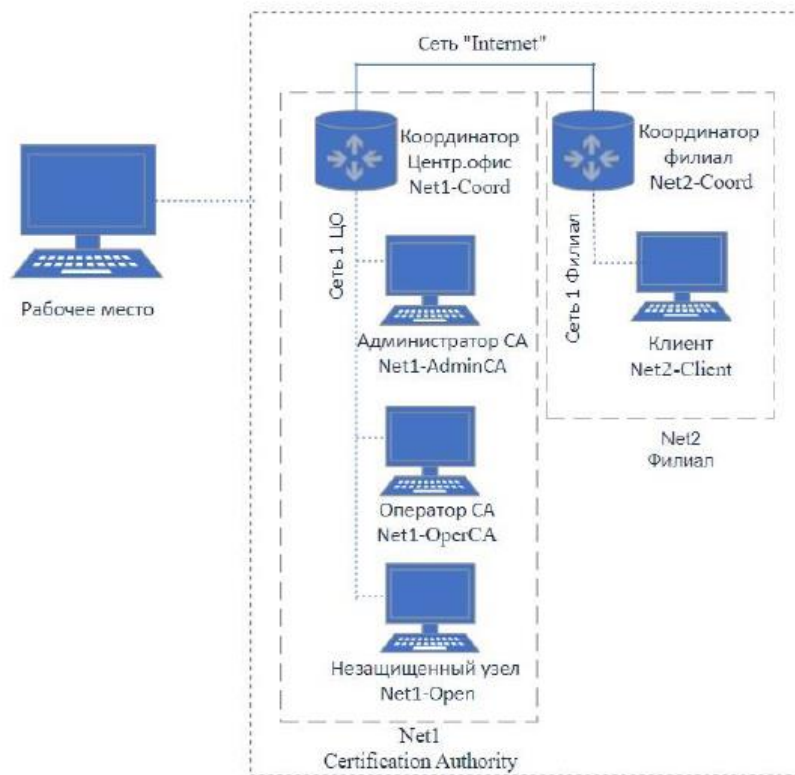 Сеть "Internet"
Координатор
Центр.офис
Net1-Coord
Координатор
филиал
Net2-Coord
Сеть 1 ЦО
Сеть 1 Филиал
Рабочее место
Администратор CA
Net1-AdminCA
Клиент
Net2-Client
Net2
Филиал
Оператор CA
Net1-OperCA
Незащищенный узел
Net1-Open
Net1
Certification Authority